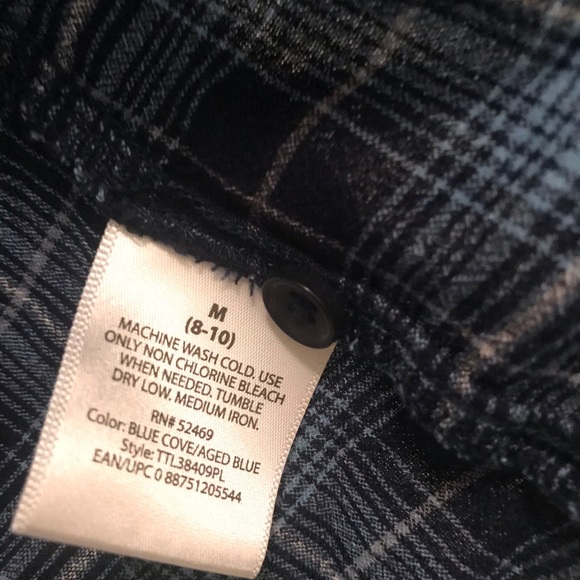 M
(8-10)
MACHINE WASH COLD. USE
ONLY NON CHLORINE BLEACH
WHEN NEEDED. TUMBLE
DRY LOW. MEDIUM IRON.
RN# 52469
Color: BLUE COVE/AGED BLUE
Style: TTL38409PL
EAN/UPC 0 88751205544